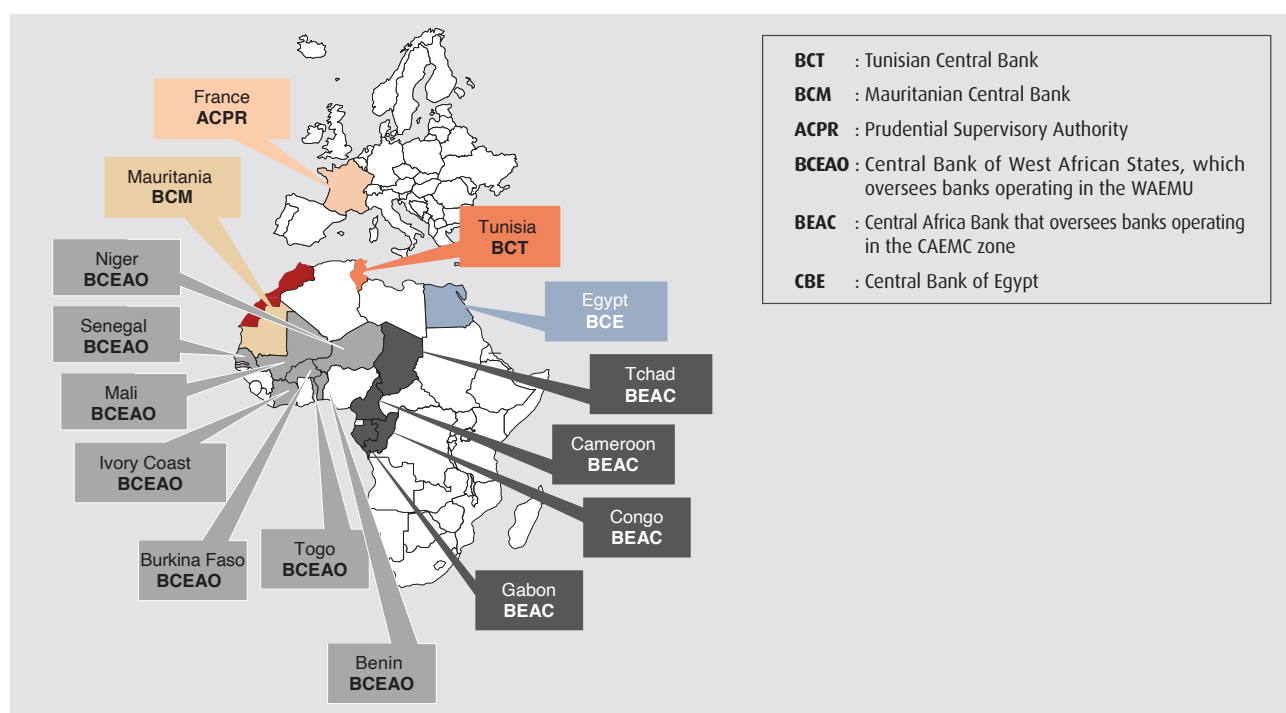 France
ACPR
Mauritania
BCM
Tunisia
BCT
Niger
BCEAO
Egypt
BCE
Senegal
BCEAO
Tchad
BEAC
Mali
BCEAO
Cameroon
BEAC
Ivory Coast
BCEAO
Congo
BEAC
Burkina Faso
BCEAO
Togo
BCEAO
Gabon
BEAC
Benin
BCEAO
BCT : Tunisian Central Bank
BCM : Mauritanian Central Bank
ACPR : Prudential Supervisory Authority
BCEAO : Central Bank of West African States, which
oversees banks operating in the WAEMU
BEAC : Central Africa Bank that oversees banks operating
in the CAEMC zone
CBE : Central Bank of Egypt